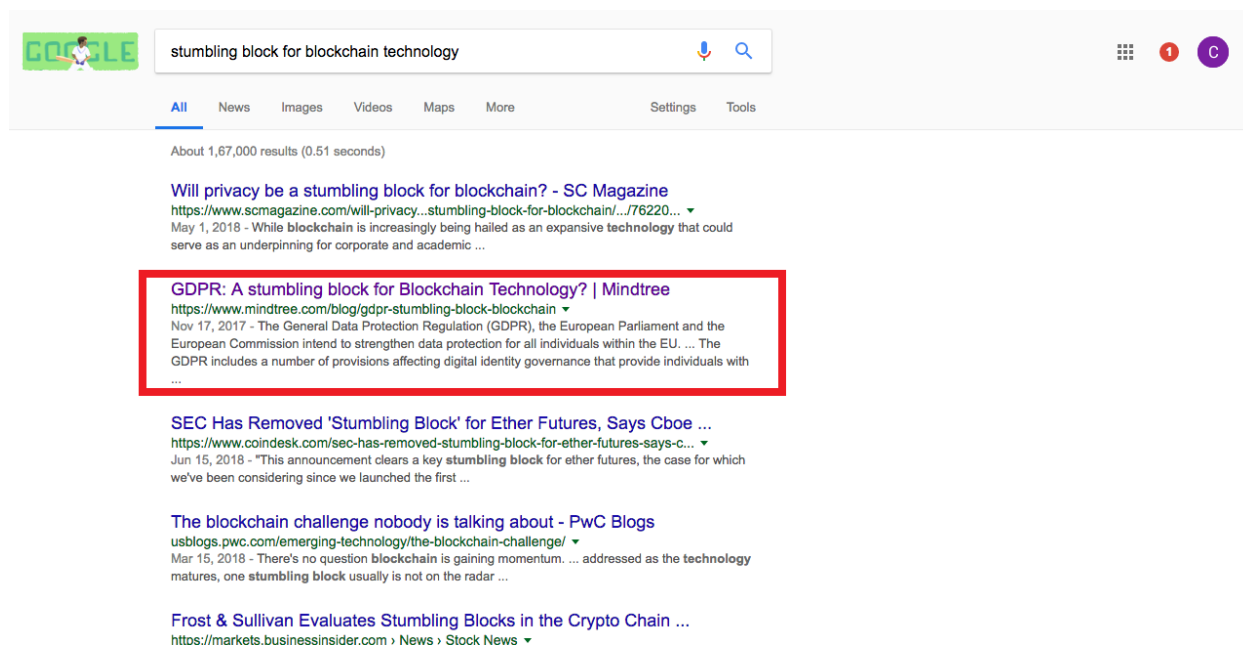 GOOGLE
stumbling block for blockchain technology
1
C
All News Images Videos Maps More Settings Tools
About 1,67,000 results (0.51 seconds)
Will privacy be a stumbling block for blockchain? - SC Magazine
https://www.scmagazine.com/will-privacy...stumbling-block-for-blockchain/.../76220...
May 1, 2018 - While blockchain is increasingly being hailed as an expansive technology that could
serve as an underpinning for corporate and academic ...
GDPR: A stumbling block for Blockchain Technology? | Mindtree
https://www.mindtree.com/blog/gdpr-stumbling-block-blockchain
Nov 17, 2017 - The General Data Protection Regulation (GDPR), the European Parliament and the
European Commission intend to strengthen data protection for all individuals within the EU. ... The
GDPR includes a number of provisions affecting digital identity governance that provide individuals with
...
SEC Has Removed 'Stumbling Block' for Ether Futures, Says Cboe ...
https://www.coindesk.com/sec-has-removed-stumbling-block-for-ether-futures-says-c...
Jun 15, 2018 - "This announcement clears a key stumbling block for ether futures, the case for which
we've been considering since we launched the first ...
The blockchain challenge nobody is talking about - PwC Blogs
usblogs.pwc.com/emerging-technology/the-blockchain-challenge/
Mar 15, 2018 - There's no question blockchain is gaining momentum. ... addressed as the technology
matures, one stumbling block usually is not on the radar ...
Frost & Sullivan Evaluates Stumbling Blocks in the Crypto Chain ...
https://markets.businessinsider.com › News › Stock News